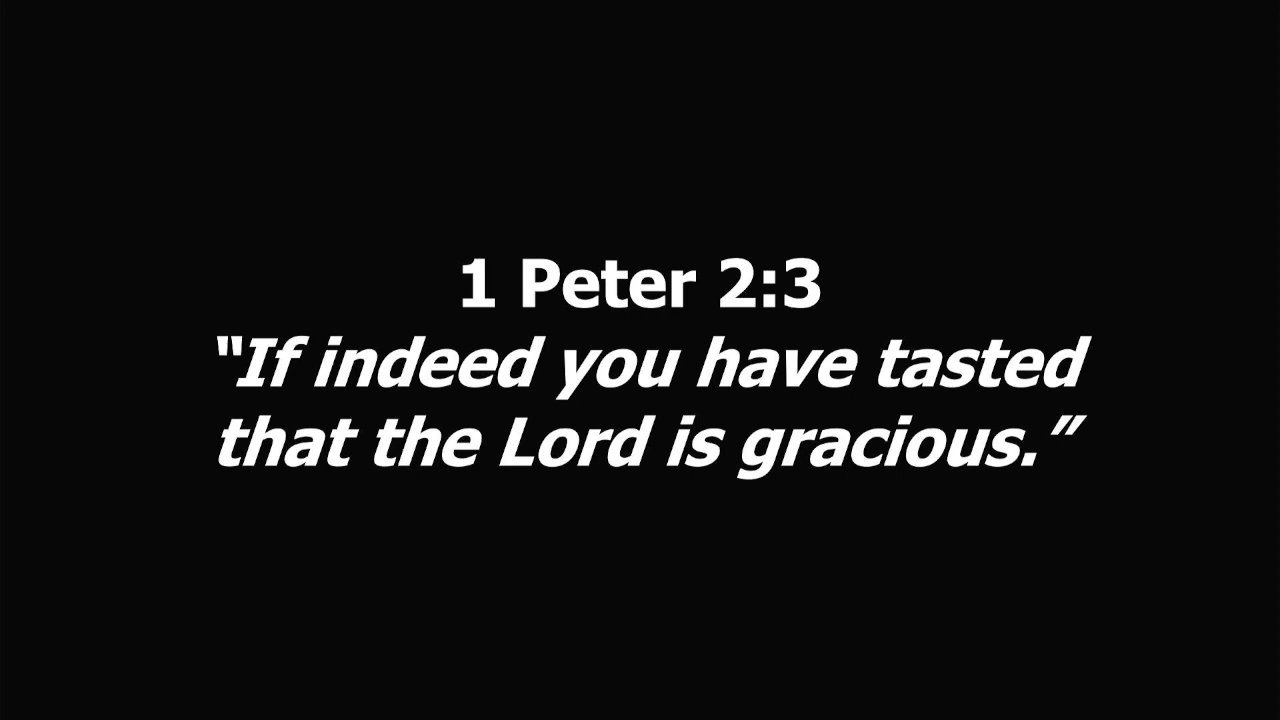 1 Peter 2:3
“If indeed you have tasted
that the Lord is gracious.”